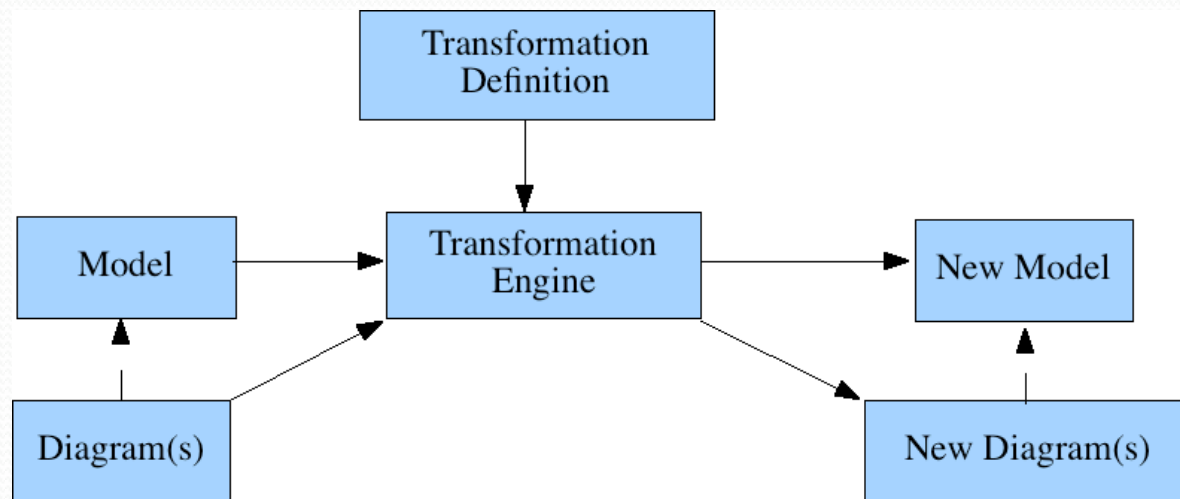 Transformation
Definition
Model
Transformation
Engine
New Model
Diagram(s)
New Diagram(s)